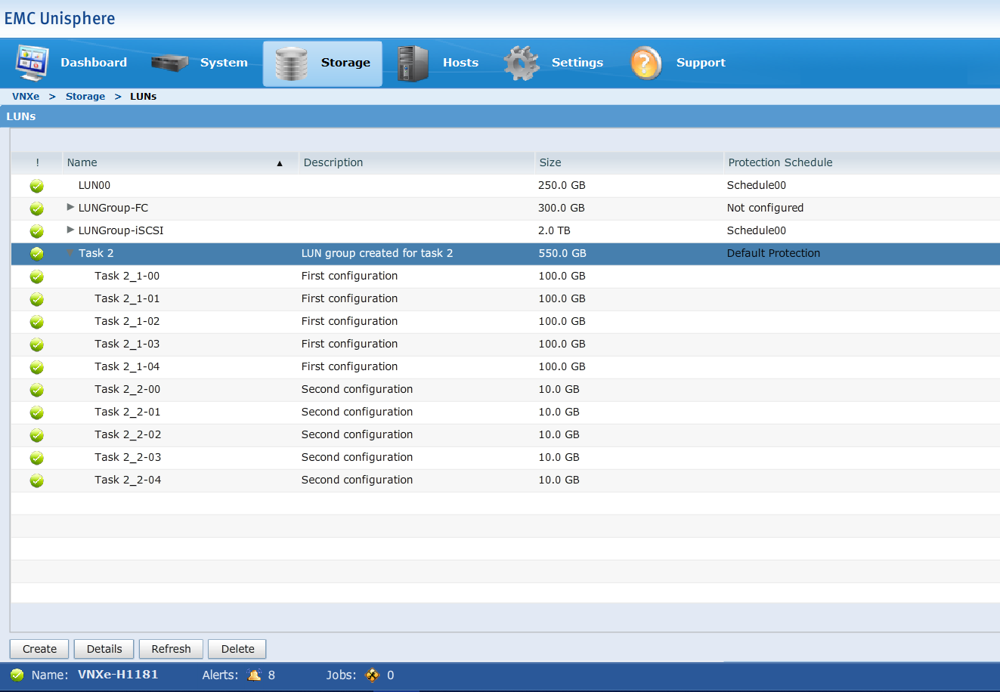 EMC Unisphere
Dashboard System Storage Hosts Settings ? Support
VNXe > Storage > LUNs
LUNs
! Name ▲ Description Size Protection Schedule
LUN00 250.0 GB Schedule00
LUNGroup-FC 300.0 GB Not configured
LUNGroup-iSCSI 2.0 TB Schedule00
Task 2 LUN group created for task 2 550.0 GB Default Protection
Task 2_1-00 First configuration 100.0 GB
Task 2_1-01 First configuration 100.0 GB
Task 2_1-02 First configuration 100.0 GB
Task 2_1-03 First configuration 100.0 GB
Task 2_1-04 First configuration 100.0 GB
Task 2_2-00 Second configuration 10.0 GB
Task 2_2-01 Second configuration 10.0 GB
Task 2_2-02 Second configuration 10.0 GB
Task 2_2-03 Second configuration 10.0 GB
Task 2_2-04 Second configuration 10.0 GB
Create Details Refresh Delete
Name: VNXe-H1181 Alerts: 8 Jobs: 0